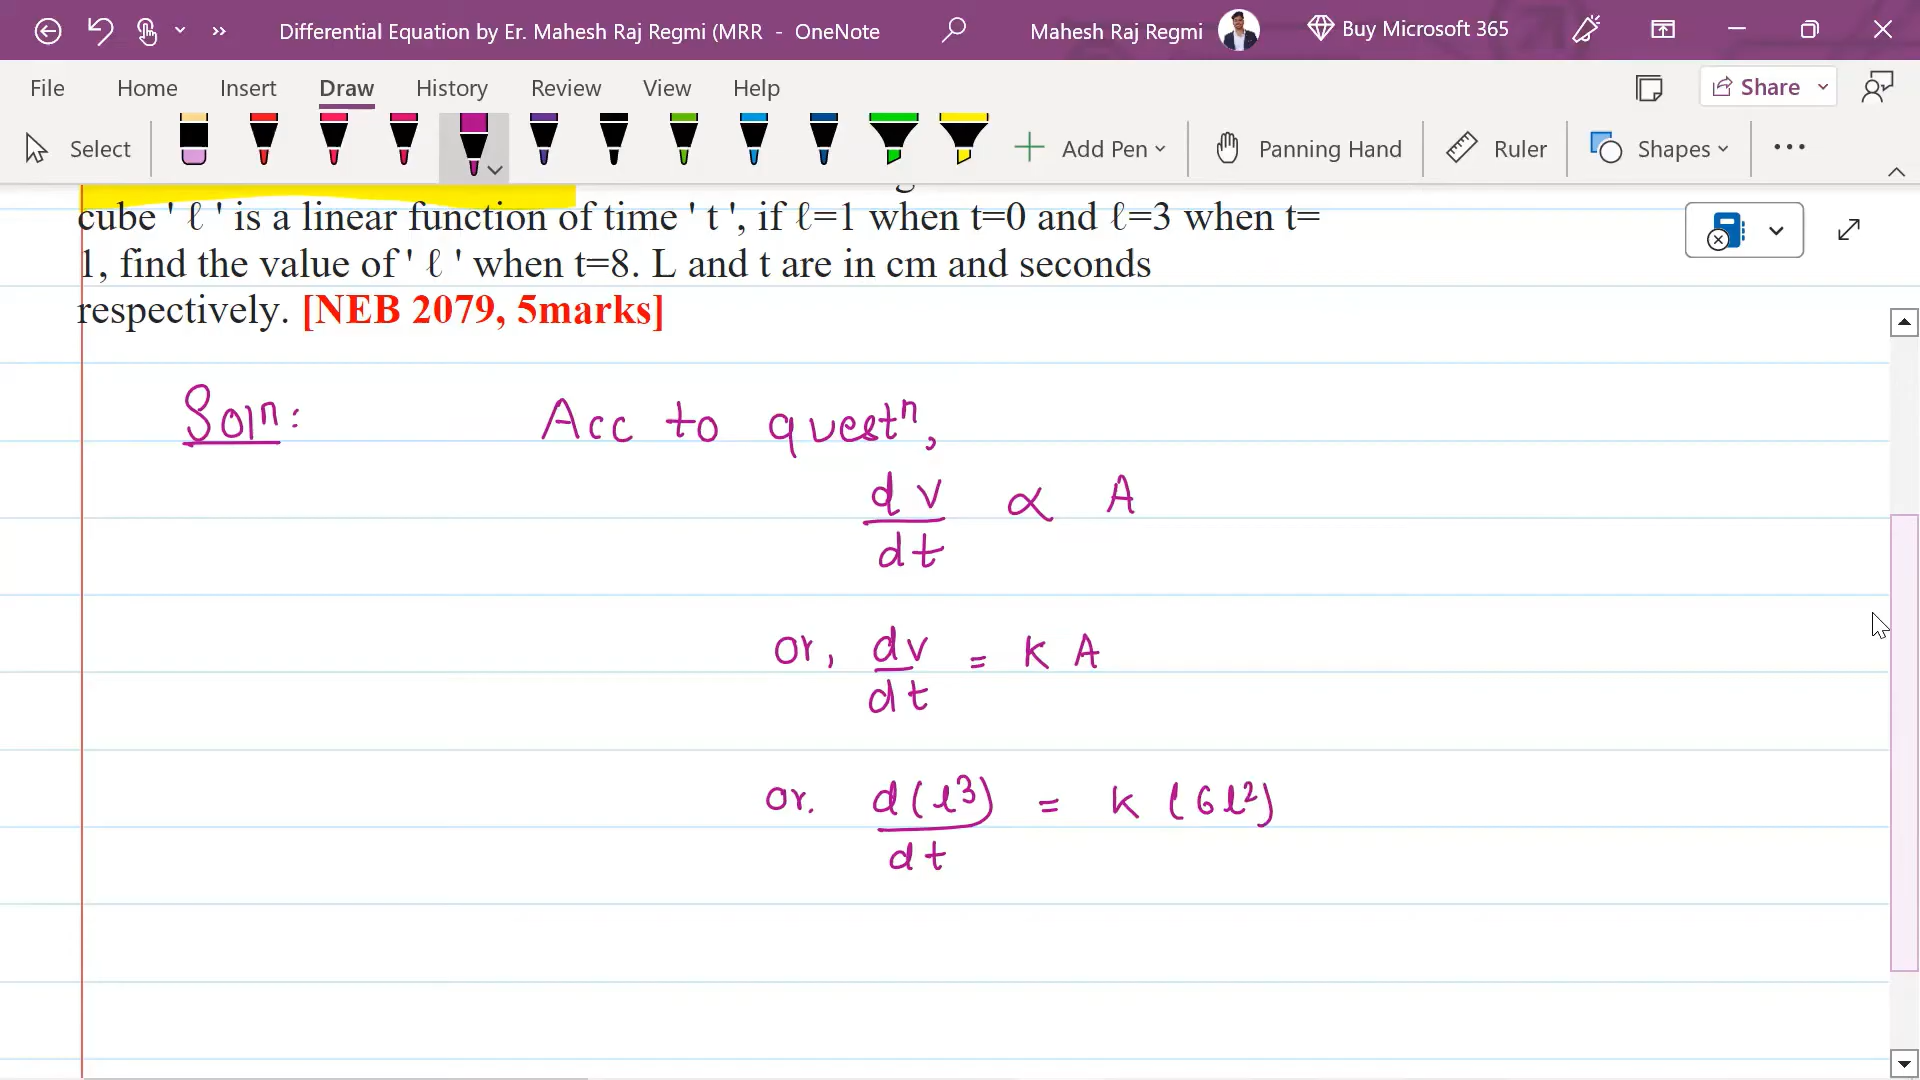 Differential Equation by Er. Mahesh Raj Regmi (MRR - OneNote
Mahesh Raj Regmi
Buy Microsoft 365
File Home Insert Draw History Review View Help
Share
Select
Add Pen
Panning Hand
Ruler
Shapes
cube ' ℓ ' is a linear function of time ' t ', if ℓ=1 when t=0 and ℓ=3 when t=
1, find the value of ' ℓ ' when t=8. L and t are in cm and seconds
respectively. [NEB 2079, 5marks]
Solⁿ: Acc to questⁿ,
dv/dt ∝ A
or, dv/dt = k A
or. d(l³)/dt = k (6l²)